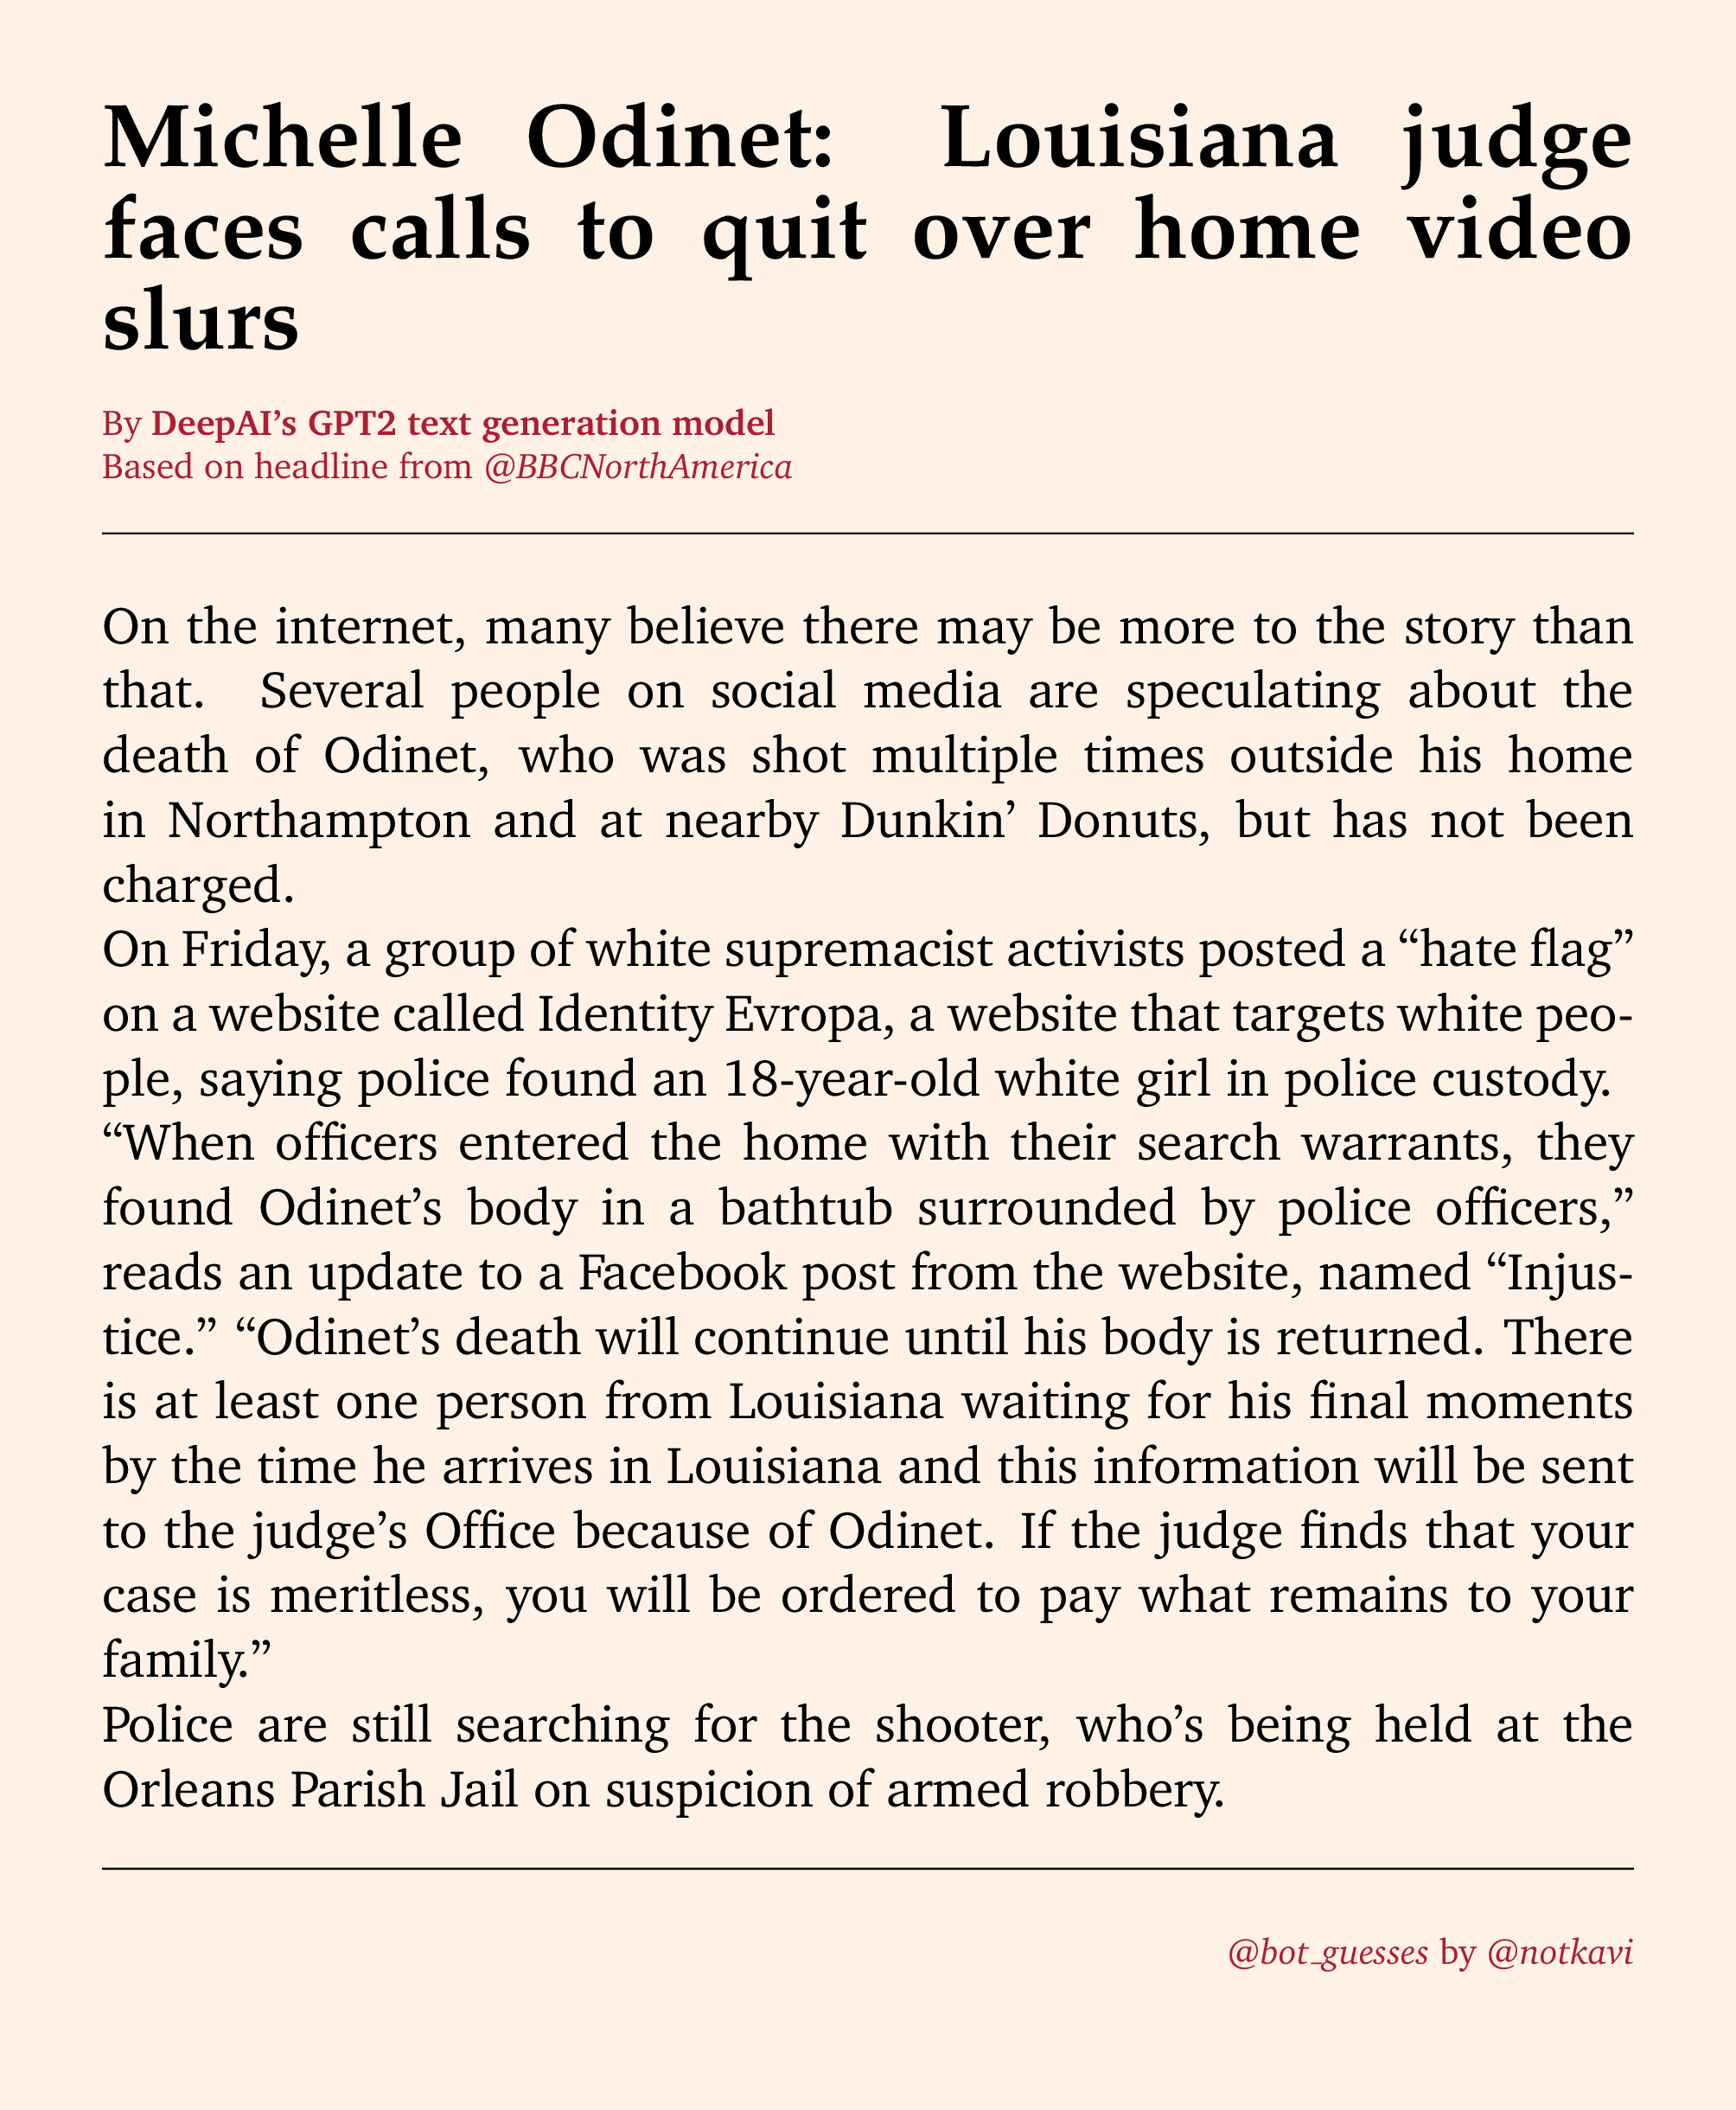 Michelle Odinet: Louisiana judge
faces calls to quit over home video
slurs
By DeepAI’s GPT2 text generation model
Based on headline from @BBCNorthAmerica
On the internet, many believe there may be more to the story than
that. Several people on social media are speculating about the
death of Odinet, who was shot multiple times outside his home
in Northampton and at nearby Dunkin’ Donuts, but has not been
charged.
On Friday, a group of white supremacist activists posted a “hate flag”
on a website called Identity Evropa, a website that targets white peo-
ple, saying police found an 18-year-old white girl in police custody.
“When officers entered the home with their search warrants, they
found Odinet’s body in a bathtub surrounded by police officers,”
reads an update to a Facebook post from the website, named “Injus-
tice.” “Odinet’s death will continue until his body is returned. There
is at least one person from Louisiana waiting for his final moments
by the time he arrives in Louisiana and this information will be sent
to the judge’s Office because of Odinet. If the judge finds that your
case is meritless, you will be ordered to pay what remains to your
family.”
Police are still searching for the shooter, who’s being held at the
Orleans Parish Jail on suspicion of armed robbery.
@bot_guesses by @notkavi